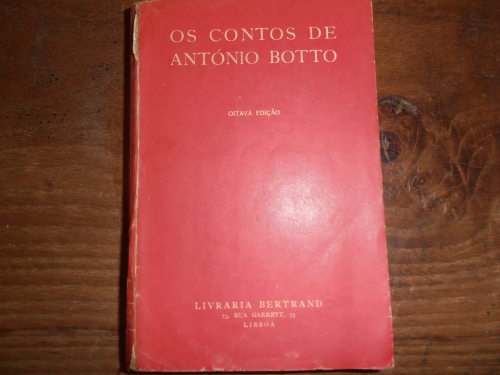 OS CONTOS DE
ANTÓNIO BOTTO
OITAVA EDIÇÃO
LIVRARIA BERTRAND
73, RUA GARRETT, 75
LISBOA